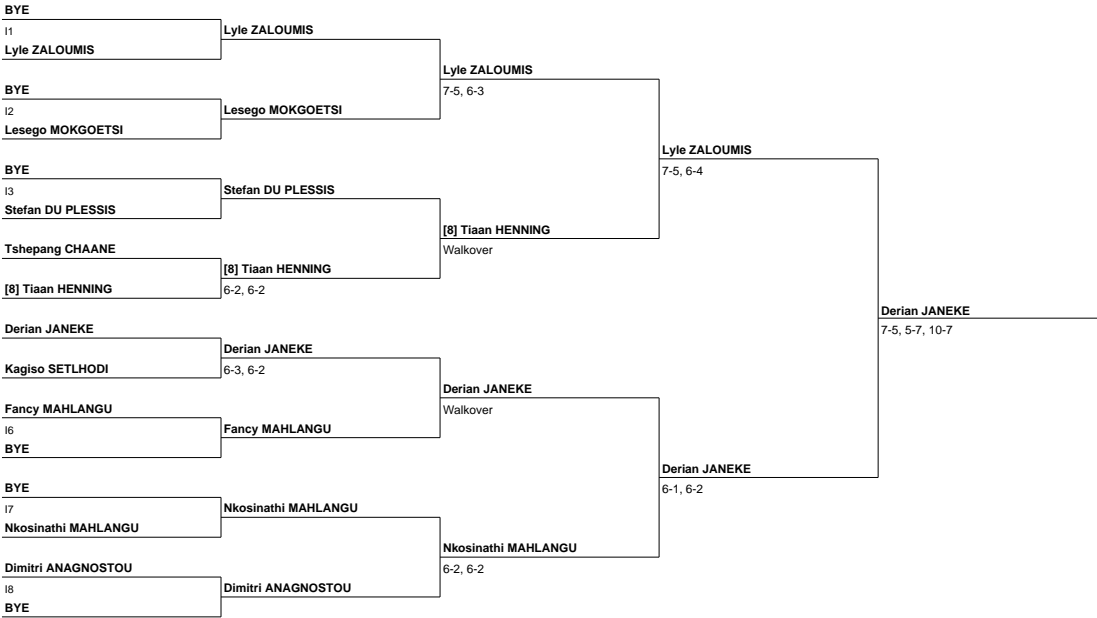 BYE
I1
Lyle ZALOUMIS
BYE
I2
Lesego MOKGOETSI
BYE
I3
Stefan DU PLESSIS
Tshepang CHAANE
[8] Tiaan HENNING
Derian JANEKE
Kagiso SETLHODI
Fancy MAHLANGU
I6
BYE
BYE
I7
Nkosinathi MAHLANGU
Dimitri ANAGNOSTOU
I8
BYE
Lyle ZALOUMIS
Lesego MOKGOETSI
Stefan DU PLESSIS
[8] Tiaan HENNING
6-2, 6-2
Derian JANEKE
6-3, 6-2
Fancy MAHLANGU
Nkosinathi MAHLANGU
Dimitri ANAGNOSTOU
Lyle ZALOUMIS
7-5, 6-3
[8] Tiaan HENNING
Walkover
Derian JANEKE
Walkover
Nkosinathi MAHLANGU
6-2, 6-2
Lyle ZALOUMIS
7-5, 6-4
Derian JANEKE
6-1, 6-2
Derian JANEKE
7-5, 5-7, 10-7